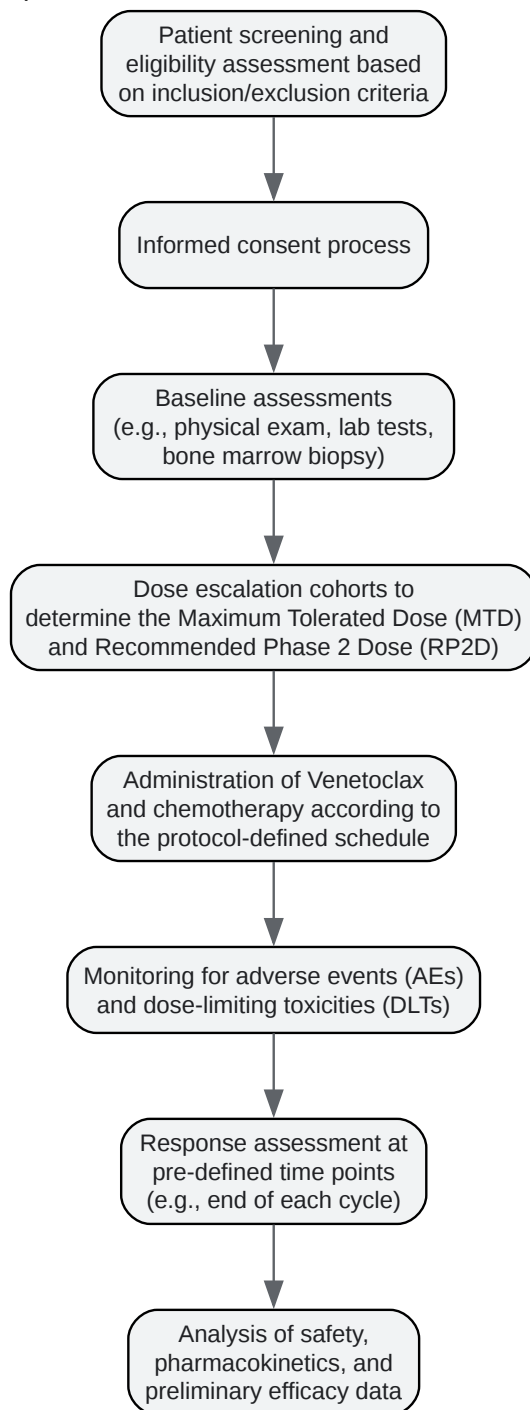 Patient screening and
eligibility assessment based
on inclusion/exclusion criteria
Informed consent process
Baseline assessments
(e.g., physical exam, lab tests,
bone marrow biopsy)
Dose escalation cohorts to
determine the Maximum Tolerated Dose (MTD)
and Recommended Phase 2 Dose (RP2D)
Administration of Venetoclax
and chemotherapy according to
the protocol-defined schedule
Monitoring for adverse events (AEs)
and dose-limiting toxicities (DLTs)
Response assessment at
pre-defined time points
(e.g., end of each cycle)
Analysis of safety,
pharmacokinetics, and
preliminary efficacy data